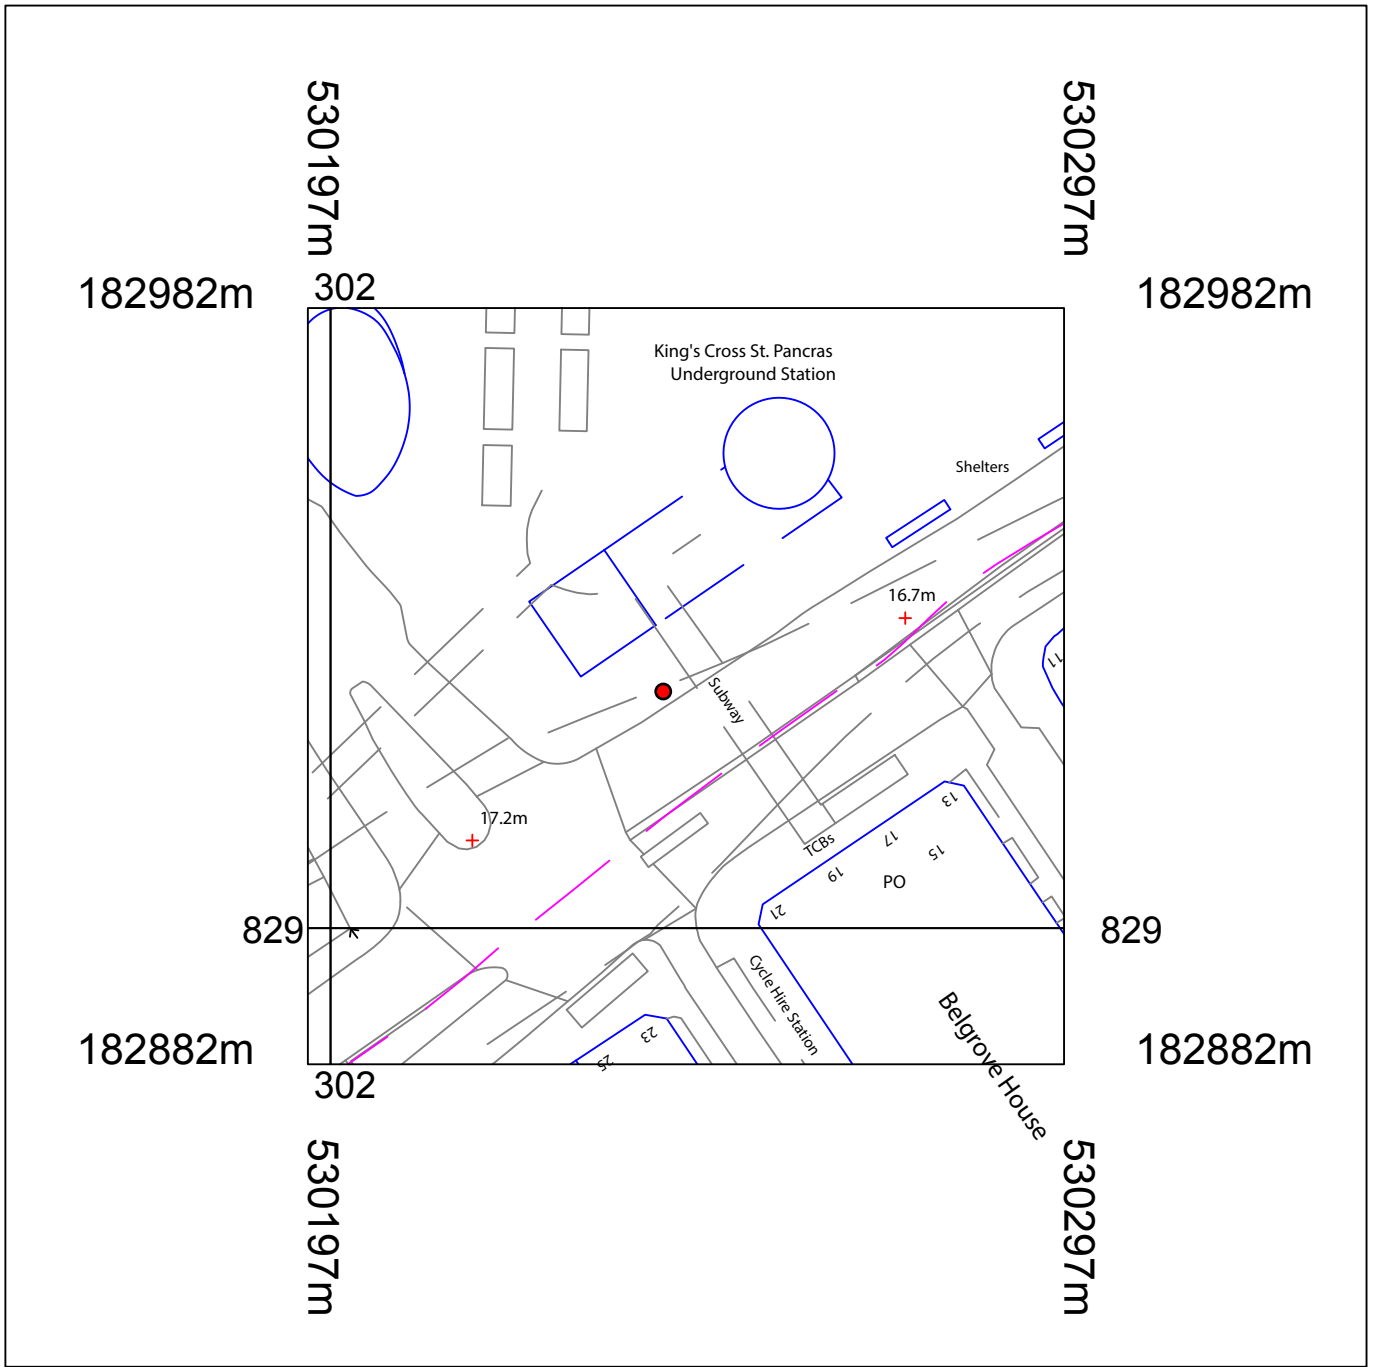 530197m
530297m
182982m
302
182982m
King's Cross St. Pancras
Underground Station
Shelters
16.7m
11
Subway
17.2m
13
TCBs
17
15
19
PO
21
829
829
Cycle Hire Station
Belgrove House
23
25
182882m
182882m
302
530197m
530297m